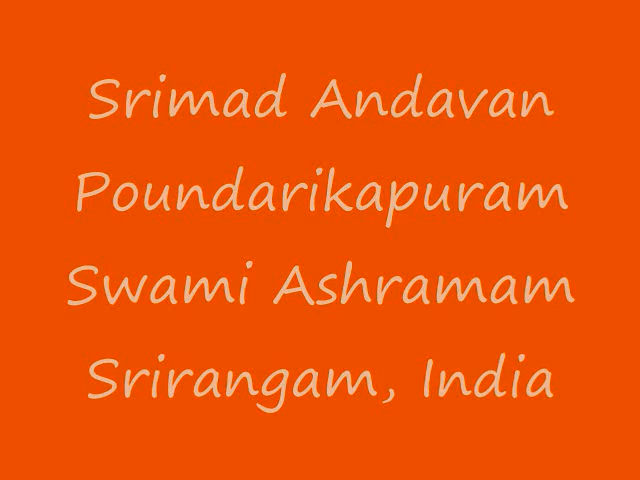 Srimad Andavan
Poundarikapuram
Swami Ashramam
Srirangam, India